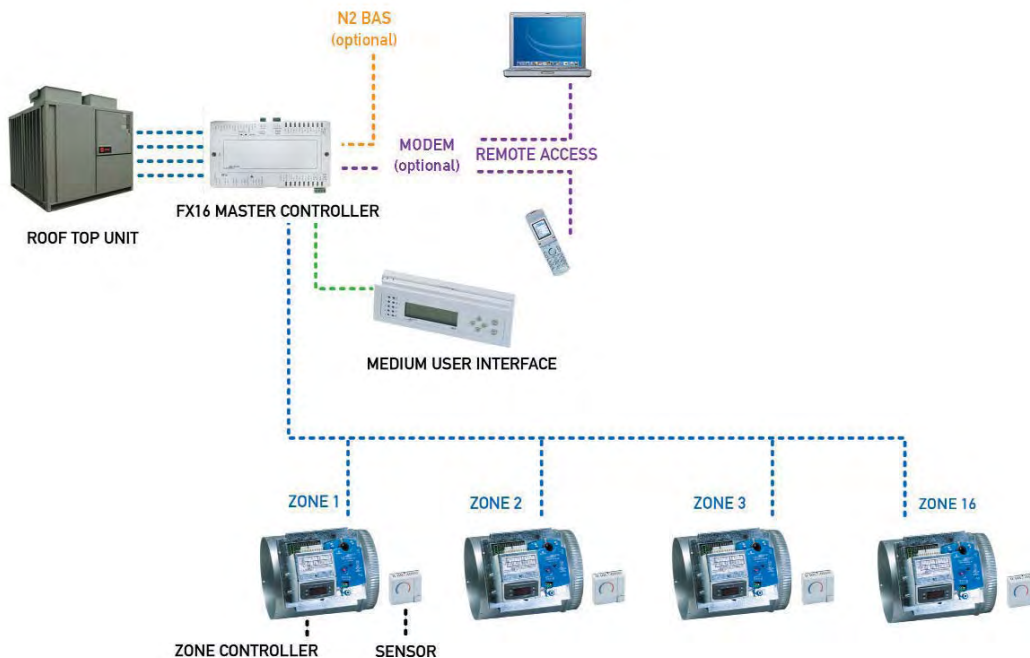 N2 BAS
(optional)
MODEM
(optional)
REMOTE ACCESS
FX16 MASTER CONTROLLER
ROOF TOP UNIT
MEDIUM USER INTERFACE
ZONE 1
ZONE 2
ZONE 3
ZONE 16
ZONE CONTROLLER
SENSOR